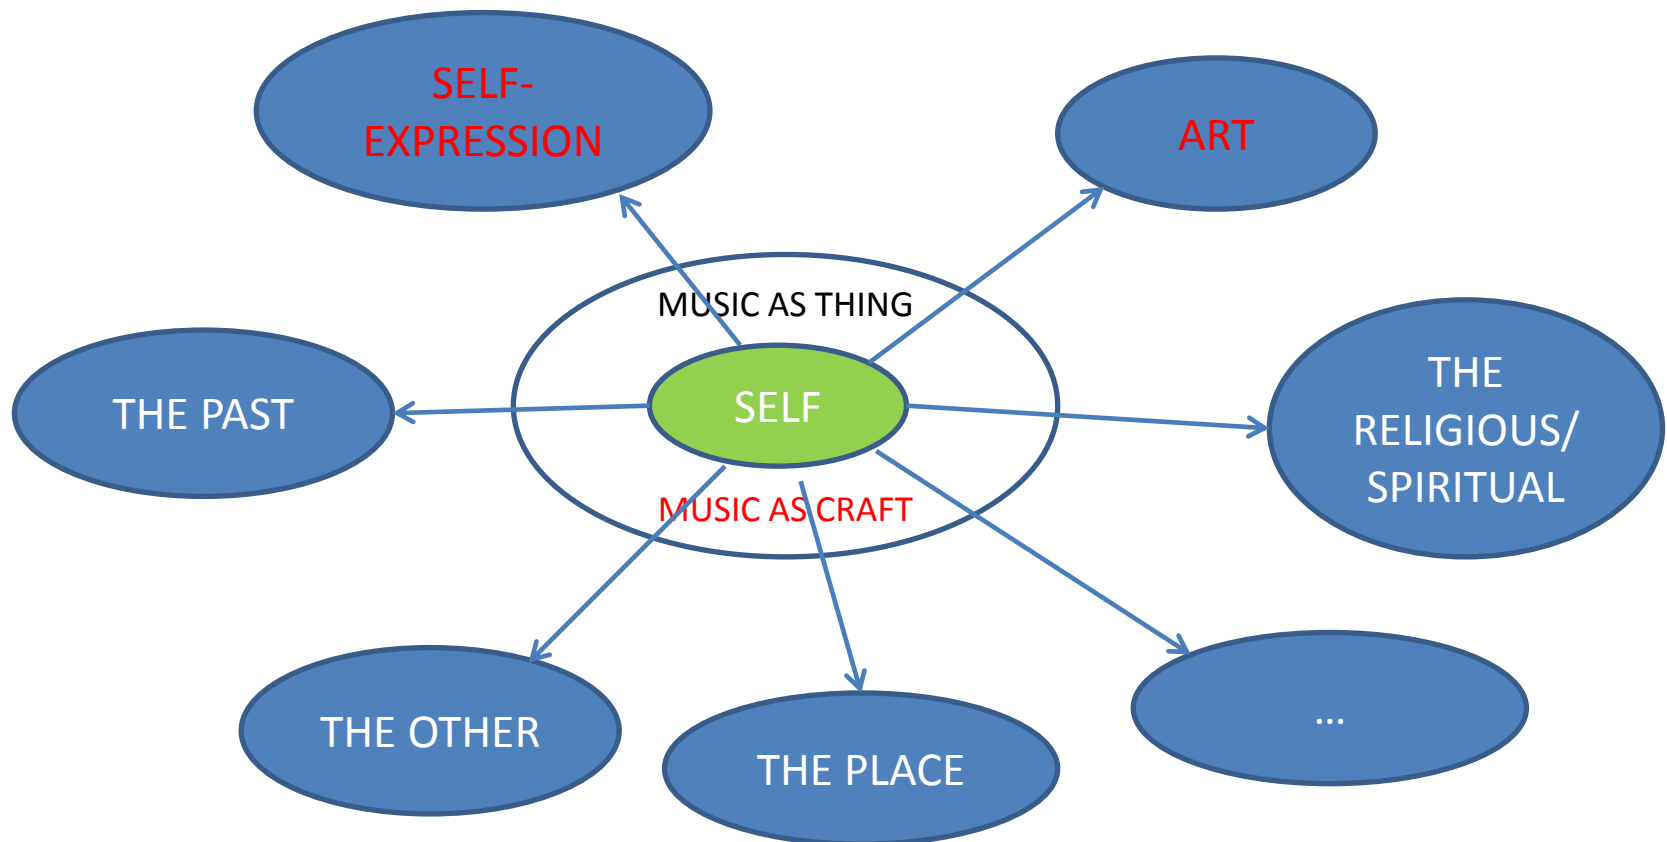 SELF-
EXPRESSION
ART
MUSIC AS THING
THE PAST
SELF
THE
RELIGIOUS/
SPIRITUAL
MUSIC AS CRAFT
THE OTHER
THE PLACE
...